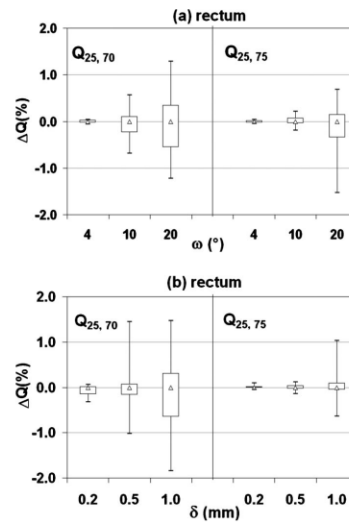 (a) rectum
2.0
Q25, 70 Q25, 75
1.0
ΔQ(%)
0.0
-1.0
-2.0
4 10 20 4 10 20
ω (°)
(b) rectum
2.0
Q25, 70 Q25, 75
1.0
ΔQ(%)
0.0
-1.0
-2.0
0.2 0.5 1.0 0.2 0.5 1.0
δ (mm)